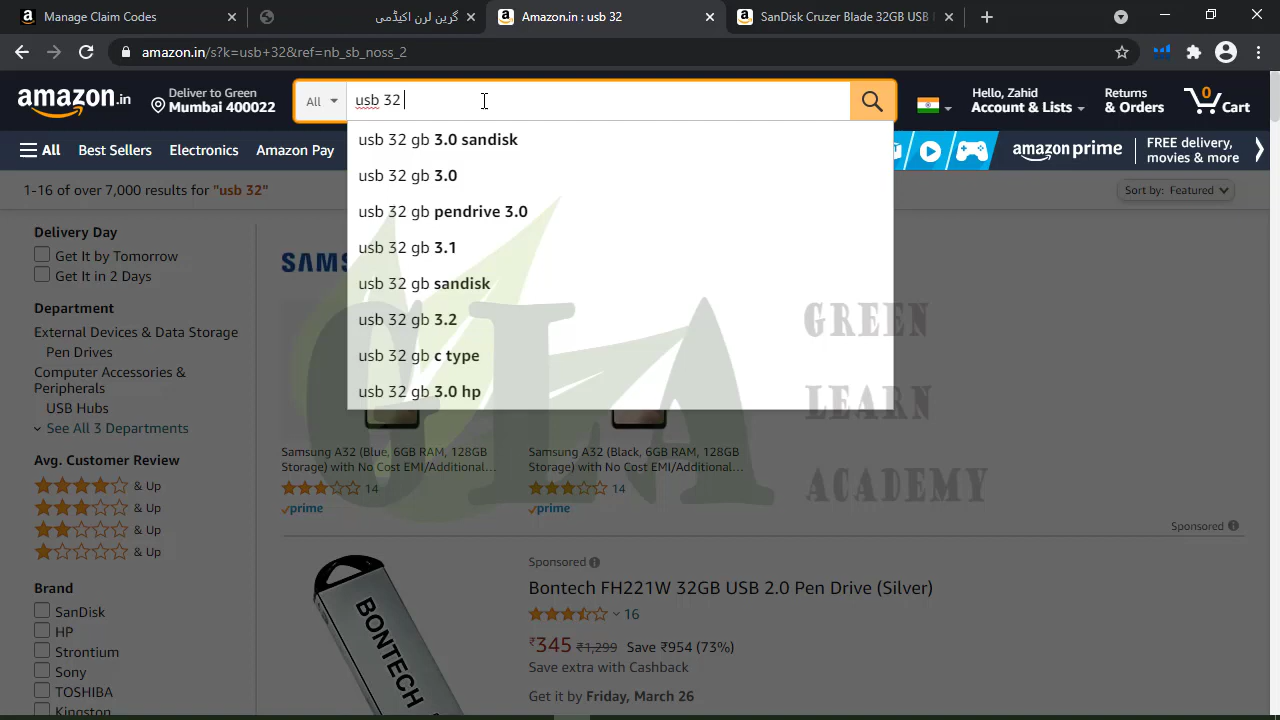 Manage Claim Codes
گرین لرن اکیڈمی
Amazon.in : usb 32
SanDisk Cruzer Blade 32GB USB
amazon.in/s?k=usb+32&ref=nb_sb_noss_2
amazon.in
Deliver to Green
Mumbai 400022
All
usb 32
Hello, Zahid
Account & Lists
Returns
& Orders
0
Cart
All
Best Sellers
Electronics
Amazon Pay
amazon prime
FREE delivery,
movies & more
1-16 of over 7,000 results for "usb 32"
Sort by: Featured
usb 32 gb 3.0 sandisk
usb 32 gb 3.0
usb 32 gb pendrive 3.0
usb 32 gb 3.1
usb 32 gb sandisk
usb 32 gb 3.2
usb 32 gb c type
usb 32 gb 3.0 hp
Delivery Day
Get It by Tomorrow
Get It in 2 Days
Department
External Devices & Data Storage
Pen Drives
Computer Accessories &
Peripherals
USB Hubs
See All 3 Departments
Avg. Customer Review
& Up
& Up
& Up
& Up
Brand
SanDisk
HP
Strontium
Sony
TOSHIBA
Kingston
SAMS
GLA
GREEN
LEARN
ACADEMY
Samsung A32 (Blue, 6GB RAM, 128GB
Storage) with No Cost EMI/Additional...
14
prime
Samsung A32 (Black, 6GB RAM, 128GB
Storage) with No Cost EMI/Additional...
14
prime
Sponsored
Sponsored
BONTECH
Bontech FH221W 32GB USB 2.0 Pen Drive (Silver)
16
₹345 ₹1,299 Save ₹954 (73%)
Save extra with Cashback
Get it by Friday, March 26